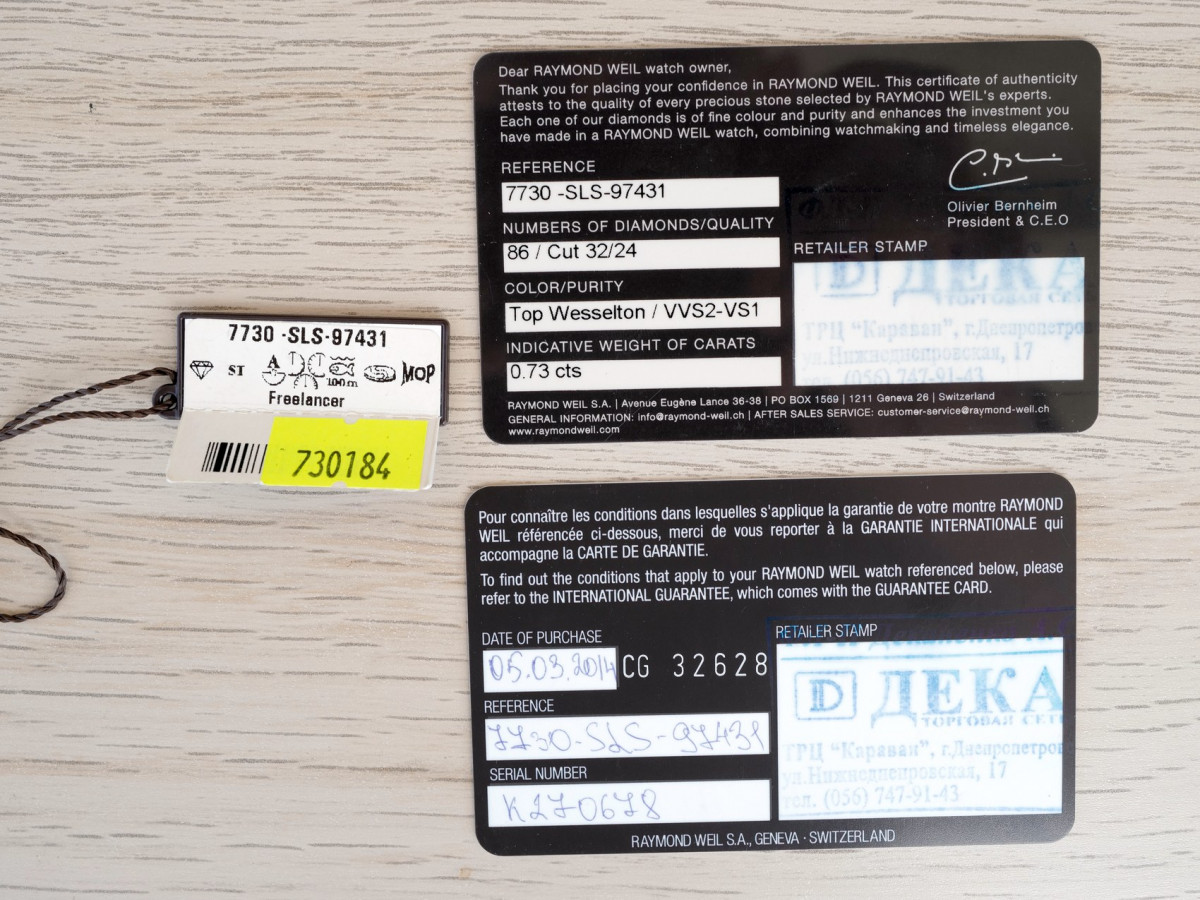 Dear RAYMOND WEIL watch owner,
Thank you for placing your confidence in RAYMOND WEIL. This certificate of authenticity
attests to the quality of every precious stone selected by RAYMOND WEIL's experts.
Each one of our diamonds is of fine colour and purity and enhances the investment you
have made in a RAYMOND WEIL watch, combining watchmaking and timeless elegance.
REFERENCE
7730 -SLS-97431
NUMBERS OF DIAMONDS/QUALITY
86 / Cut 32/24
COLOR/PURITY
Top Wesselton / VVS2-VS1
INDICATIVE WEIGHT OF CARATS
0.73 cts
Olivier Bernheim
President & C.E.O
RETAILER STAMP
D ДЕКА
ТОРГОВАЯ СЕ
ТРЦ "Караван", г.Днепропетро
ул.Нижнеднепровская, 17
тел. (056) 747-91-43
RAYMOND WEIL S.A. | Avenue Eugène Lance 36-38 | PO BOX 1569 | 1211 Geneva 26 | Switzerland
GENERAL INFORMATION: info@raymond-weil.ch | AFTER SALES SERVICE: customer-service@raymond-weil.ch
www.raymondweil.com
7730 -SLS-97431
ST A 100m MOP
Freelancer
730184
Pour connaître les conditions dans lesquelles s'applique la garantie de votre montre RAYMOND
WEIL référencée ci-dessous, merci de vous reporter à la GARANTIE INTERNATIONALE qui
accompagne la CARTE DE GARANTIE.
To find out the conditions that apply to your RAYMOND WEIL watch referenced below, please
refer to the INTERNATIONAL GUARANTEE, which comes with the GUARANTEE CARD.
DATE OF PURCHASE
05.03.2014 CG 32628
REFERENCE
7730-SLS-97431
SERIAL NUMBER
K270678
RETAILER STAMP
D ДЕКА
ТОРГОВАЯ СЕТ
ТРЦ "Караван", г.Днепропетро
ул.Нижнеднепровская, 17
тел. (056) 747-91-43
RAYMOND WEIL S.A., GENEVA · SWITZERLAND